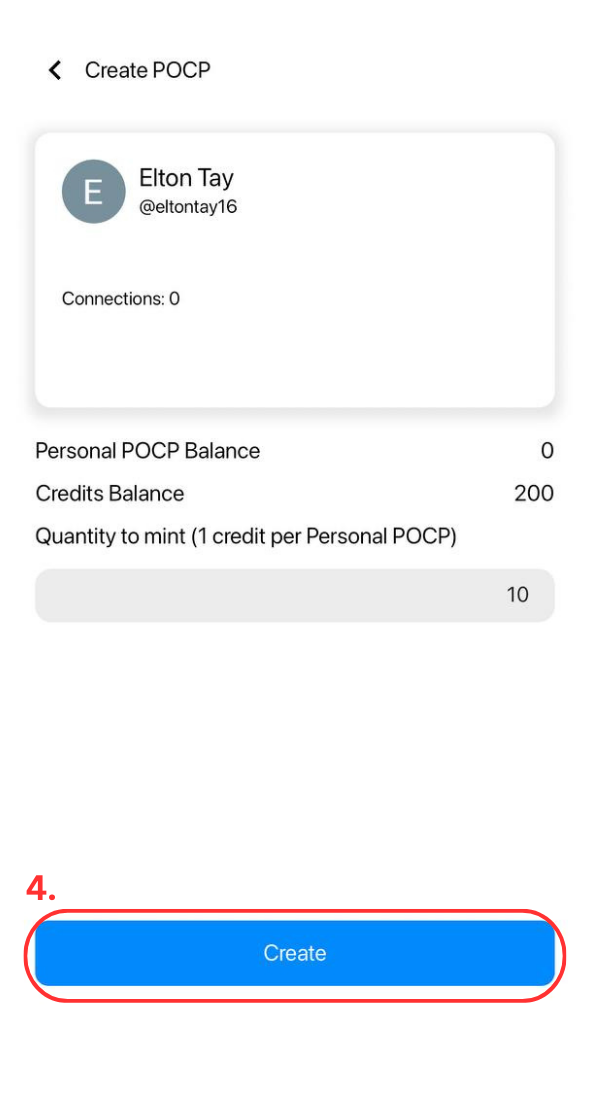 Create POCP
E
Elton Tay
@eltontay16
Connections: 0
Personal POCP Balance 0
Credits Balance 200
Quantity to mint (1 credit per Personal POCP)
10
4.
Create